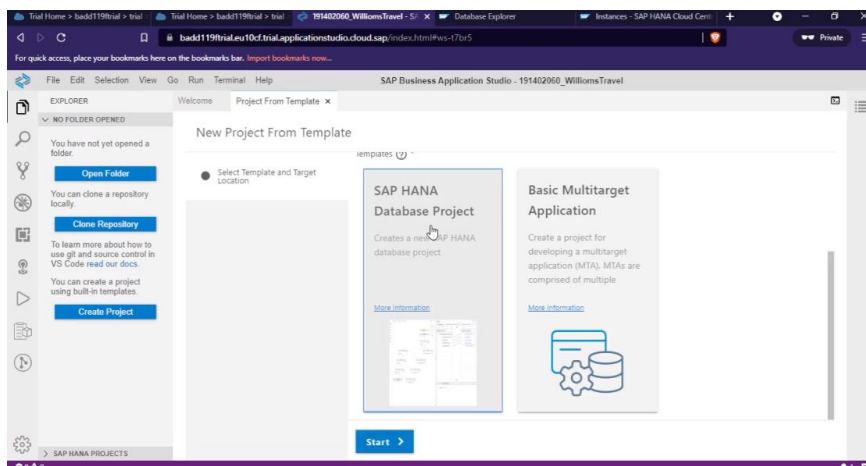 Trial Home > badd119ftrial > trial
Trial Home > badd119ftrial > trial
191402060_WilliomsTravel - S
Database Explorer
Instances - SAP HANA Cloud Cent
badd119ftrial.eu10cf.trial.applicationstudio.cloud.sap/index.html#ws-t7br5
Private
For quick access, place your bookmarks here on the bookmarks bar. Import bookmarks now...
File Edit Selection View Go Run Terminal Help
SAP Business Application Studio - 191402060_WilliomsTravel
EXPLORER
Welcome
Project From Template
NO FOLDER OPENED
You have not yet opened a
folder.
Open Folder
You can clone a repository
locally.
Clone Repository
To learn more about how to
use git and source control in
VS Code read our docs.
You can create a project
using built-in templates.
Create Project
SAP HANA PROJECTS
New Project From Template
Select Template and Target
Location
Templates
SAP HANA
Database Project
Creates a new SAP HANA
database project
More information
Basic Multitarget
Application
Create a project for
developing a multitarget
application (MTA). MTAs are
comprised of multiple
More information
Start >